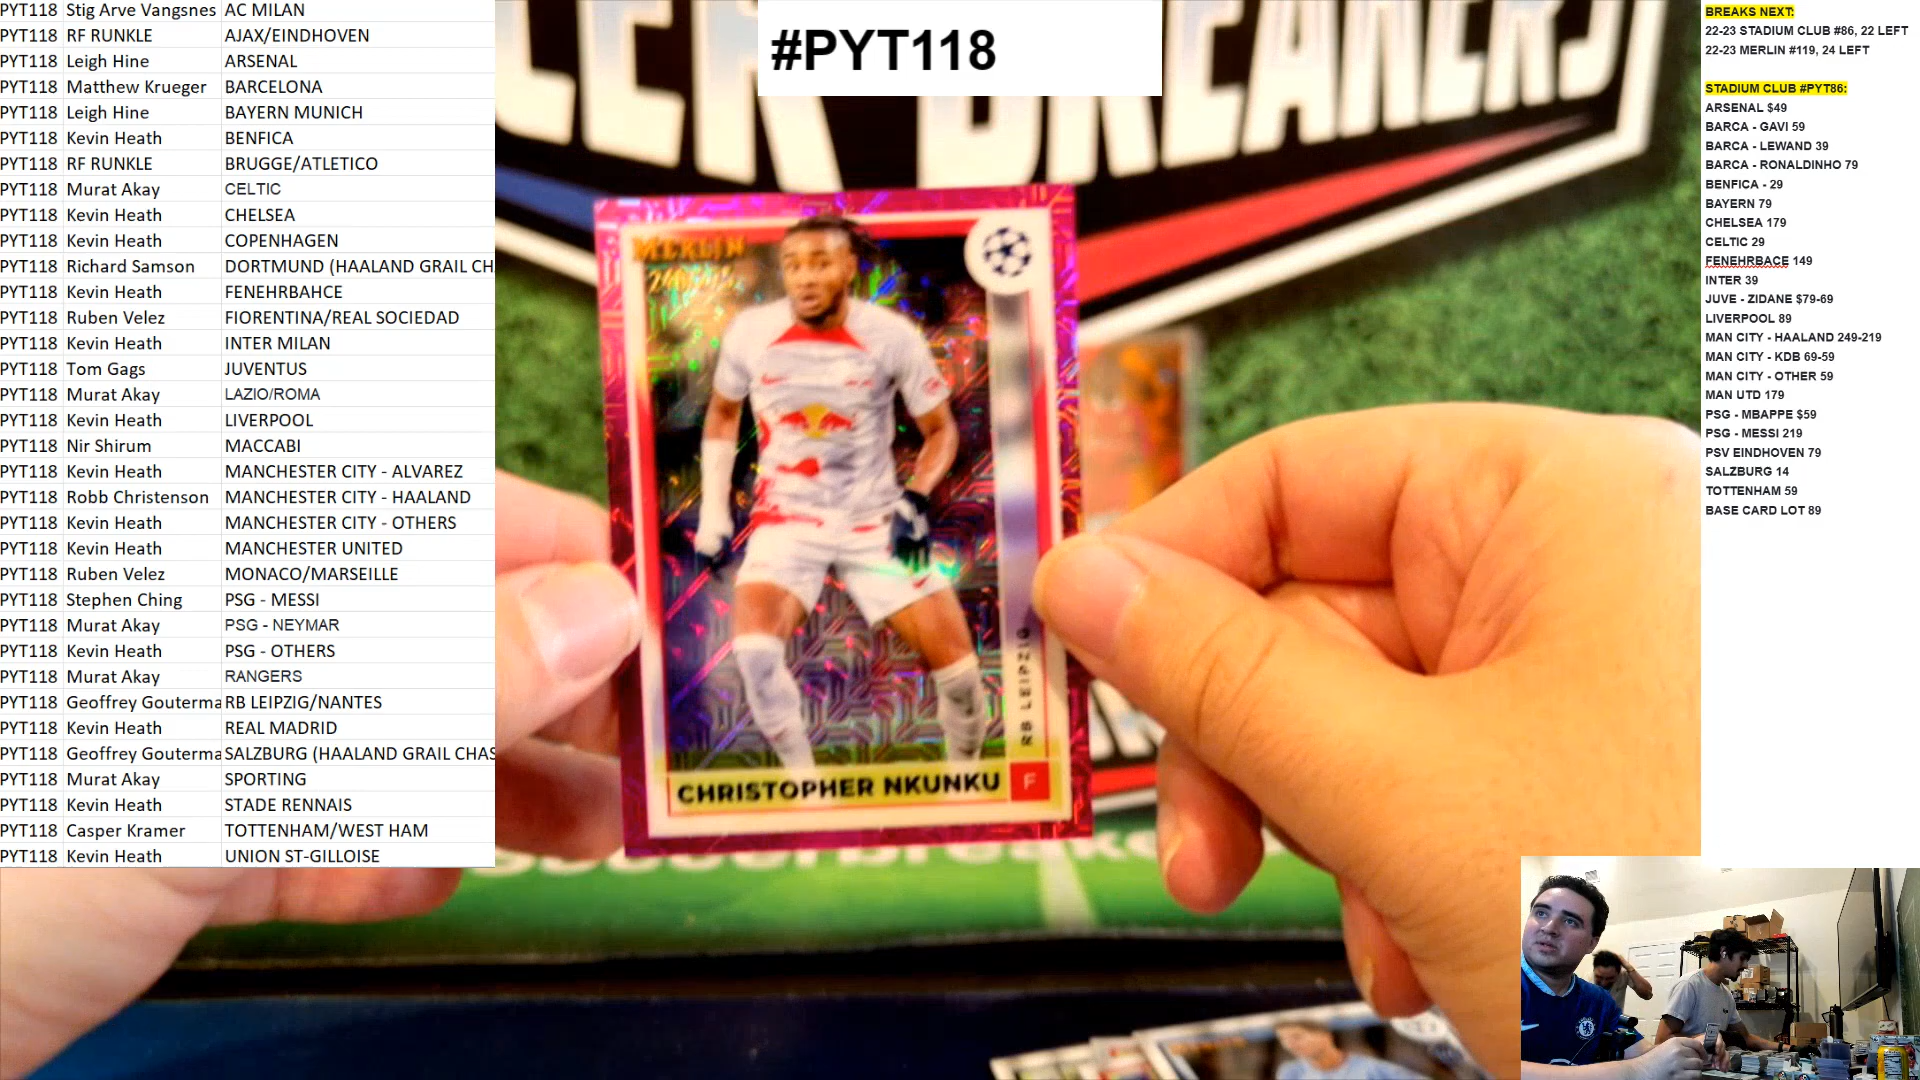 PYT118 Stig Arve Vangsnes AC MILAN
PYT118 RF RUNKLE AJAX/EINDHOVEN
PYT118 Leigh Hine ARSENAL
PYT118 Matthew Krueger BARCELONA
PYT118 Leigh Hine BAYERN MUNICH
PYT118 Kevin Heath BENFICA
PYT118 RF RUNKLE BRUGGE/ATLETICO
PYT118 Murat Akay CELTIC
PYT118 Kevin Heath CHELSEA
PYT118 Kevin Heath COPENHAGEN
PYT118 Richard Samson DORTMUND (HAALAND GRAIL CH
PYT118 Kevin Heath FENEHRBAHCE
PYT118 Ruben Velez FIORENTINA/REAL SOCIEDAD
PYT118 Kevin Heath INTER MILAN
PYT118 Tom Gags JUVENTUS
PYT118 Murat Akay LAZIO/ROMA
PYT118 Kevin Heath LIVERPOOL
PYT118 Nir Shirum MACCABI
PYT118 Kevin Heath MANCHESTER CITY - ALVAREZ
PYT118 Robb Christenson MANCHESTER CITY - HAALAND
PYT118 Kevin Heath MANCHESTER CITY - OTHERS
PYT118 Kevin Heath MANCHESTER UNITED
PYT118 Ruben Velez MONACO/MARSEILLE
PYT118 Stephen Ching PSG - MESSI
PYT118 Murat Akay PSG - NEYMAR
PYT118 Kevin Heath PSG - OTHERS
PYT118 Murat Akay RANGERS
PYT118 Geoffrey Gouterma RB LEIPZIG/NANTES
PYT118 Kevin Heath REAL MADRID
PYT118 Geoffrey Gouterma SALZBURG (HAALAND GRAIL CHAS
PYT118 Murat Akay SPORTING
PYT118 Kevin Heath STADE RENNAIS
PYT118 Casper Kramer TOTTENHAM/WEST HAM
PYT118 Kevin Heath UNION ST-GILLOISE
#PYT118
MERLIN
RB LEIPZIG
CHRISTOPHER NKUNKU F
BREAKS NEXT:
22-23 STADIUM CLUB #86, 22 LEFT
22-23 MERLIN #119, 24 LEFT
STADIUM CLUB #PYT86:
ARSENAL $49
BARCA - GAVI 59
BARCA - LEWAND 39
BARCA - RONALDINHO 79
BENFICA - 29
BAYERN 79
CHELSEA 179
CELTIC 29
FENEHRBACE 149
INTER 39
JUVE - ZIDANE $79-69
LIVERPOOL 89
MAN CITY - HAALAND 249-219
MAN CITY - KDB 69-59
MAN CITY - OTHER 59
MAN UTD 179
PSG - MBAPPE $59
PSG - MESSI 219
PSV EINDHOVEN 79
SALZBURG 14
TOTTENHAM 59
BASE CARD LOT 89